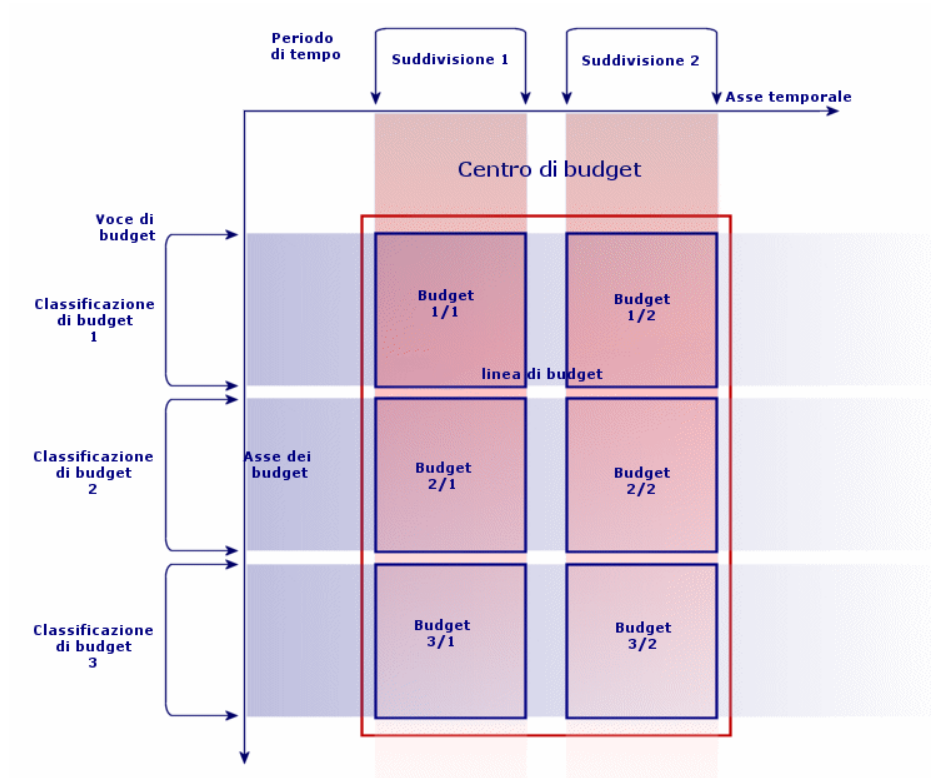 Periodo
di tempo
Suddivisione 1
Suddivisione 2
Asse temporale
Centro di budget
Voce di
budget
Classificazione
di budget
1
Budget
1/1
Budget
1/2
linea di budget
Classificazione
di budget
2
Asse dei
budget
Budget
2/1
Budget
2/2
Classificazione
di budget
3
Budget
3/1
Budget
3/2